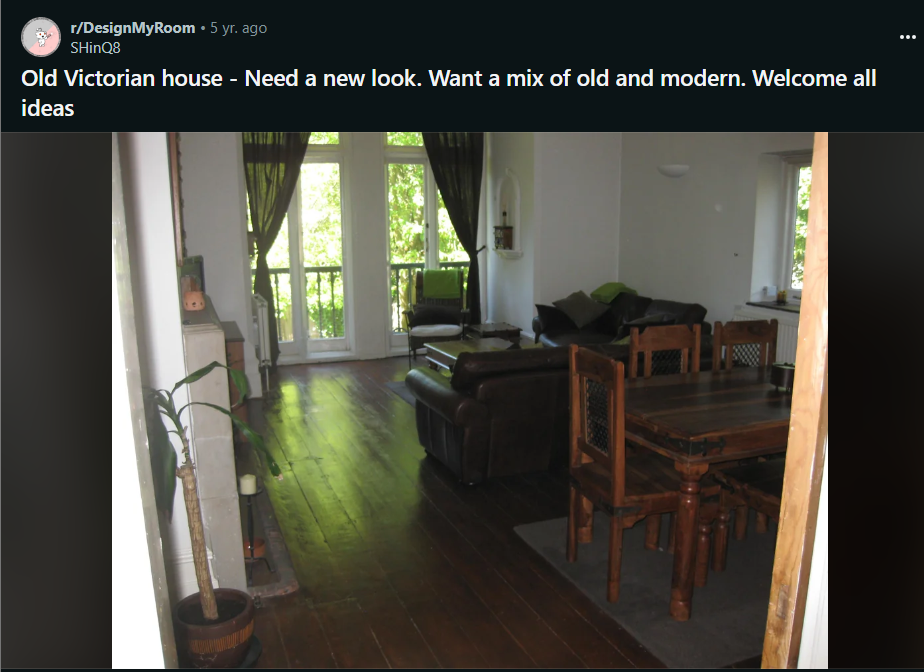 r/DesignMyRoom • 5 yr. ago
SHinQ8
Old Victorian house - Need a new look. Want a mix of old and modern. Welcome all
ideas